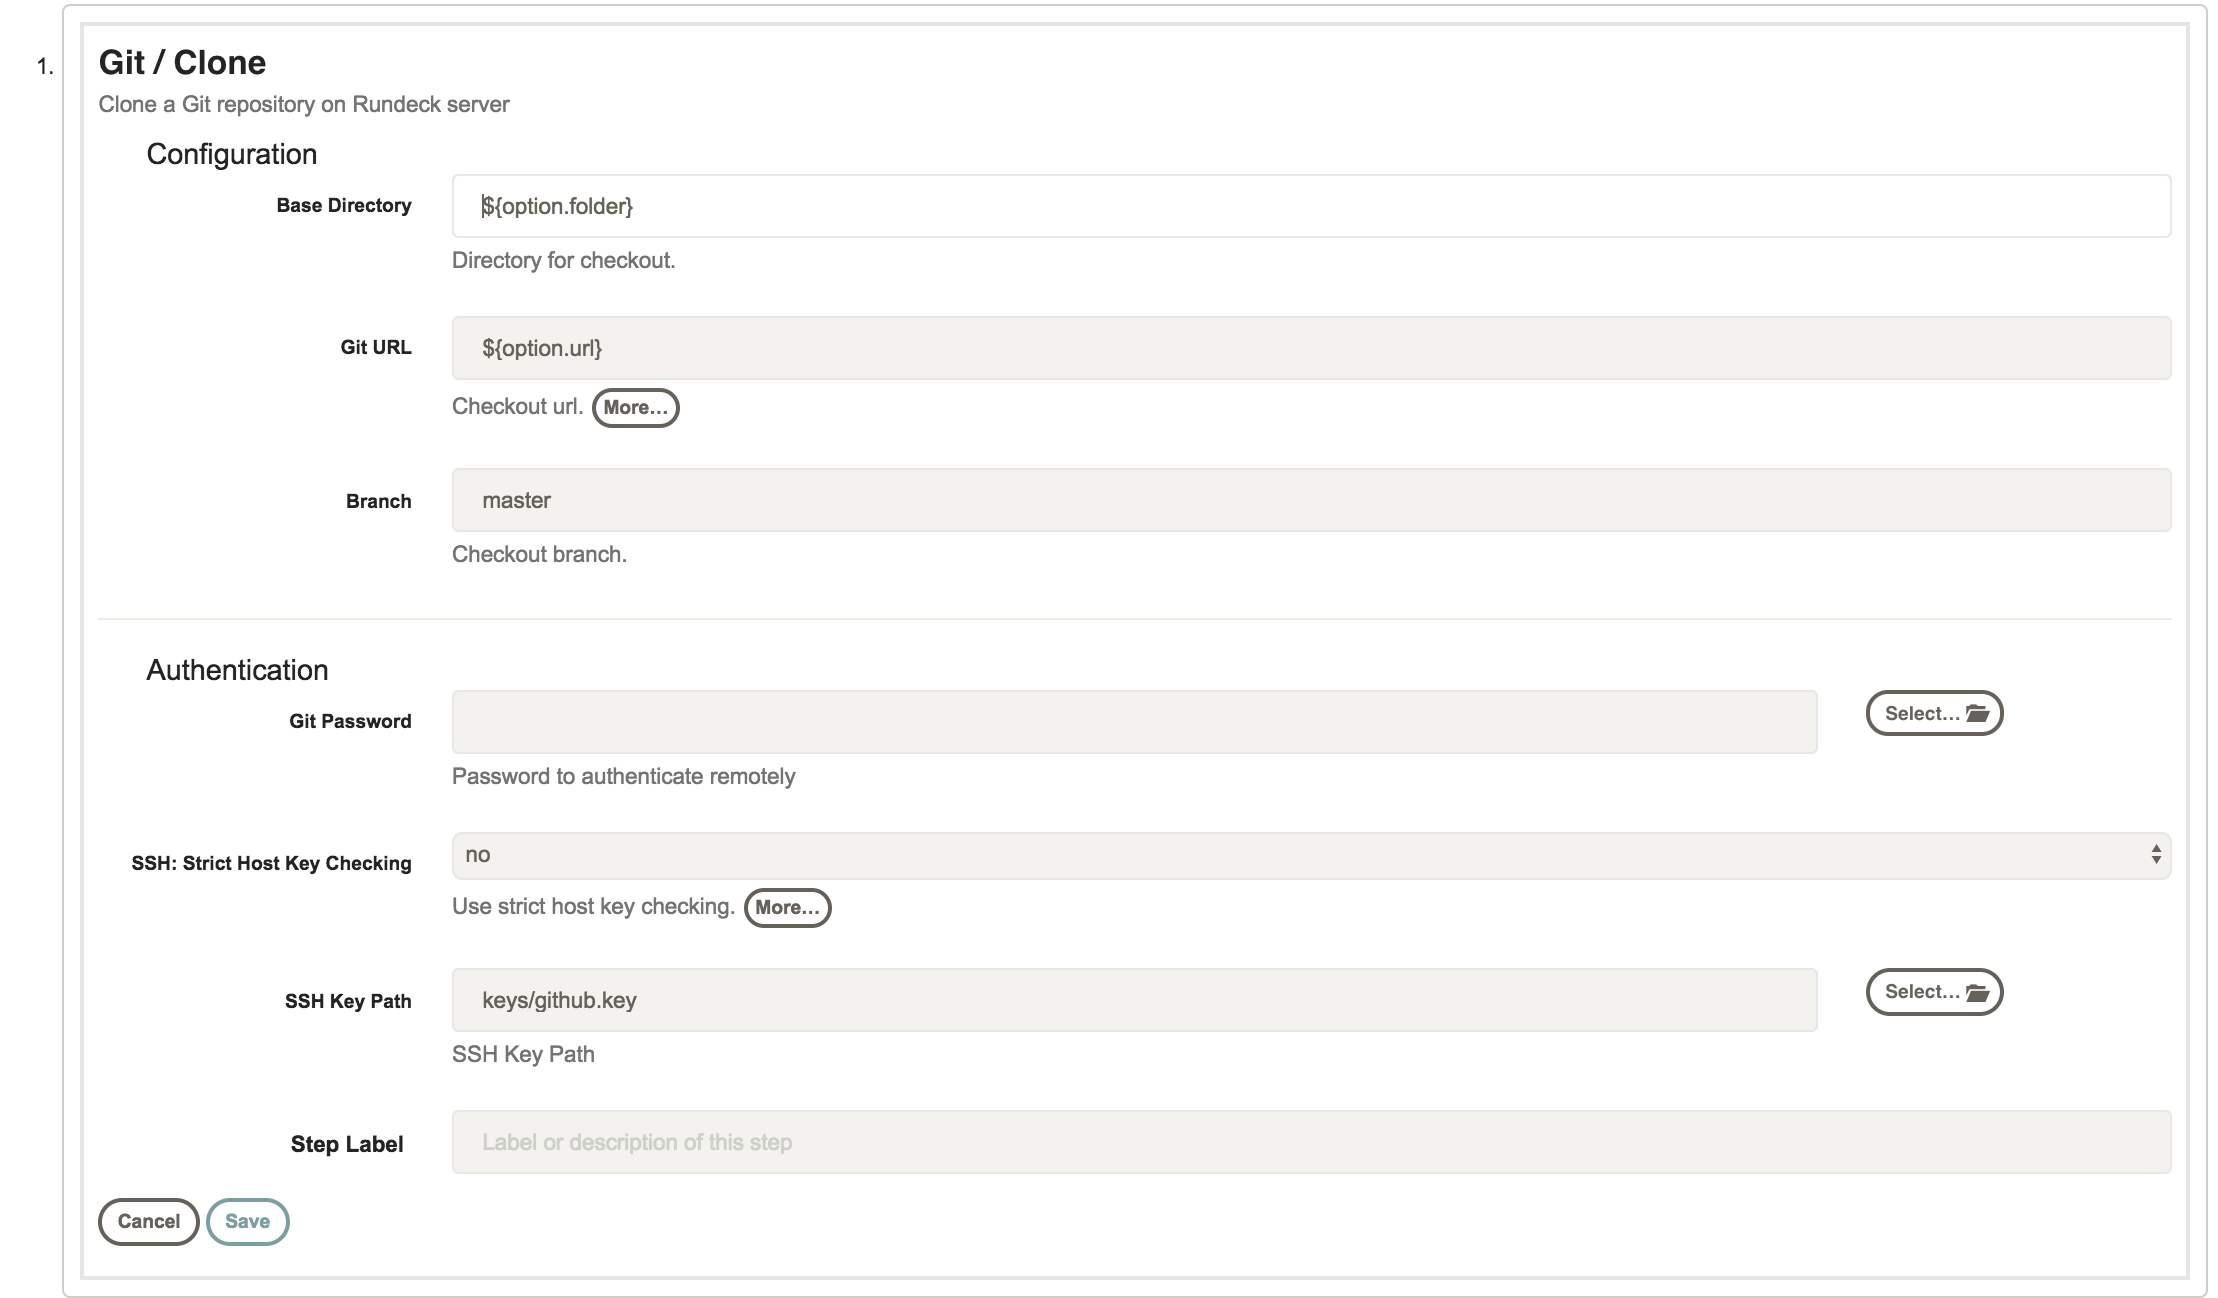 1.
Git / Clone
Clone a Git repository on Rundeck server
Configuration
Base Directory
${option.folder}
Directory for checkout.
Git URL
${option.url}
Checkout url. More...
Branch
master
Checkout branch.
Authentication
Git Password
Select...
Password to authenticate remotely
SSH: Strict Host Key Checking
no
Use strict host key checking. More...
SSH Key Path
keys/github.key
Select...
SSH Key Path
Step Label
Label or description of this step
Cancel Save